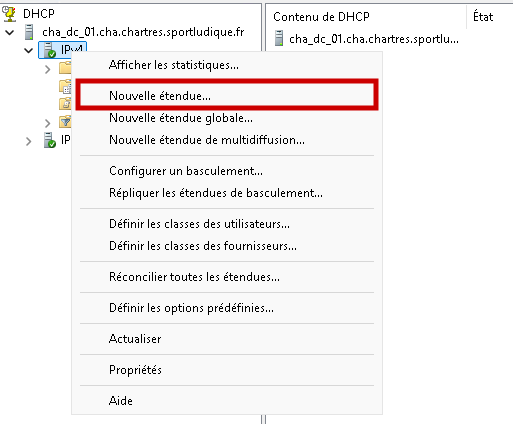 DHCP
cha_dc_01.cha.chartres.sportludique.fr
IPv4
IP
Afficher les statistiques...
Nouvelle étendue...
Nouvelle étendue globale...
Nouvelle étendue de multidiffusion...
Configurer un basculement...
Répliquer les étendues de basculement...
Définir les classes des utilisateurs...
Définir les classes des fournisseurs...
Réconcilier toutes les étendues...
Définir les options prédéfinies...
Actualiser
Propriétés
Aide
Contenu de DHCP État
cha_dc_01.cha.chartres.sportlu...